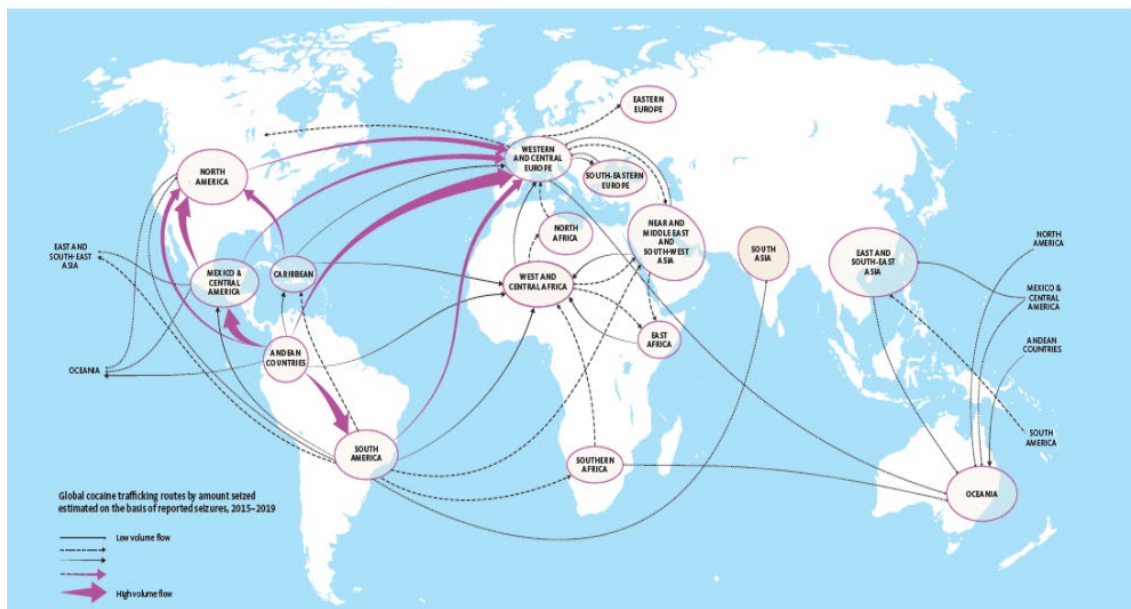 EASTERN
EUROPE
WESTERN
AND CENTRAL
EUROPE
NORTH
AMERICA
SOUTH-EASTERN
EUROPE
NORTH
AFRICA
NEAR AND
MIDDLE EAST
AND
SOUTH-WEST
ASIA
SOUTH
ASIA
EAST AND
SOUTH-EAST
ASIA
NORTH
AMERICA
EAST AND
SOUTH-EAST
ASIA
MEXICO &
CENTRAL
AMERICA
CARIBBEAN
WEST AND
CENTRAL AFRICA
MEXICO &
CENTRAL
AMERICA
EAST
AFRICA
ANDEAN
COUNTRIES
ANDEAN
COUNTRIES
OCEANIA
SOUTH
AMERICA
SOUTH
AMERICA
SOUTHERN
AFRICA
OCEANIA
Global cocaine trafficking routes by amount seized
estimated on the basis of reported seizures, 2015–2019
Low volume flow
High volume flow